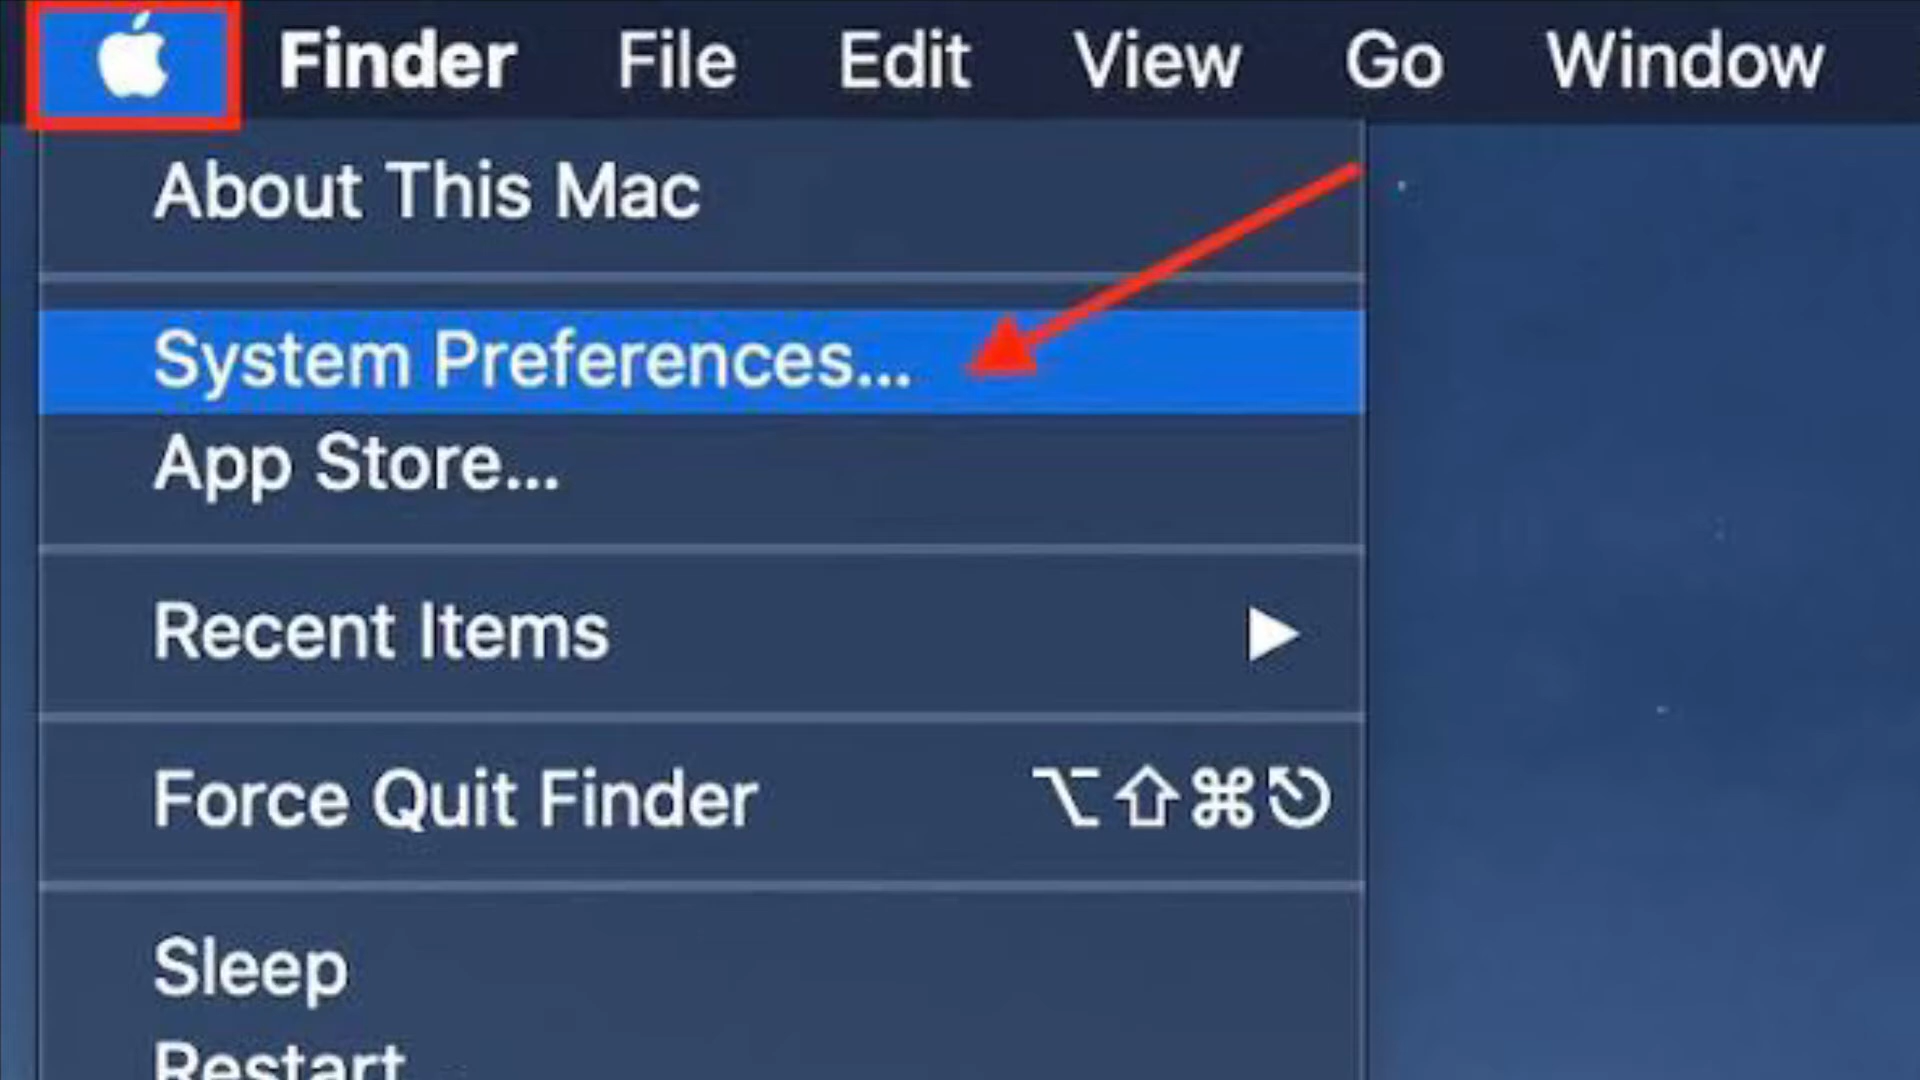 Finder File Edit View Go Window
About This Mac
System Preferences...
App Store...
Recent Items
Force Quit Finder ⌥⇧⌘⎋
Sleep
Restart